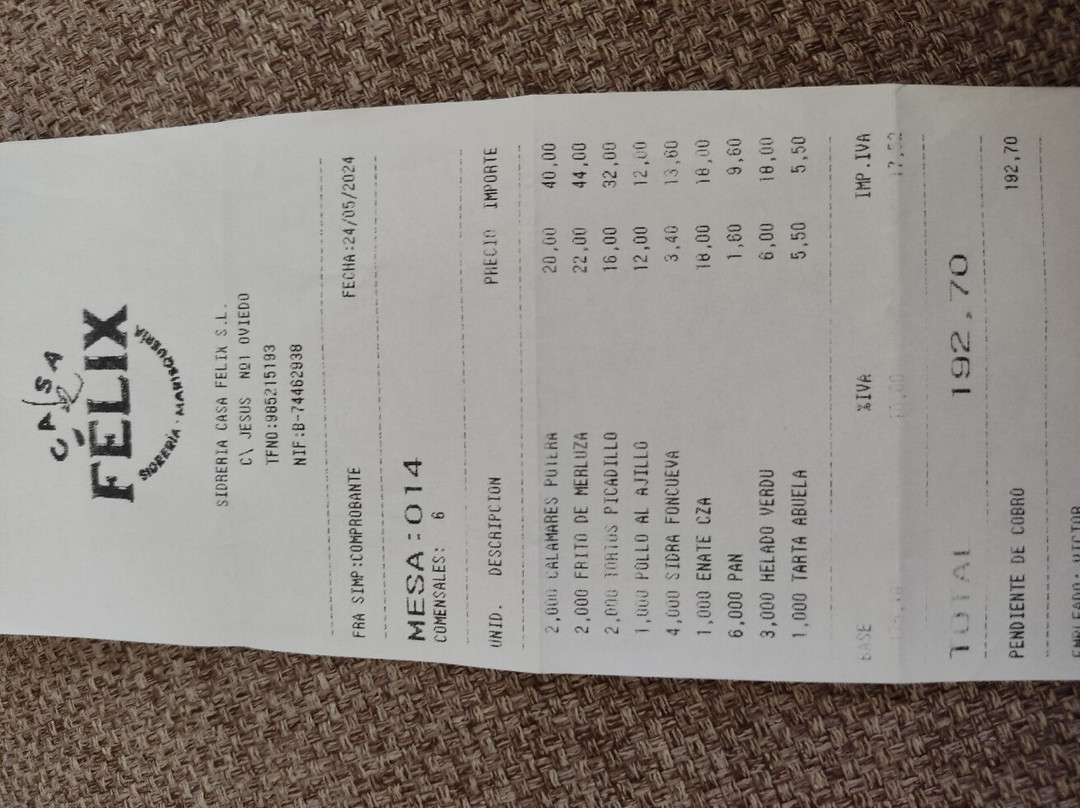 CASA
FÉLIX
SIDRERÍA · MARISQUERÍA
SIDRERIA CASA FELIX S.L.
C\ JESUS Nº1 OVIEDO
TFNO:985215193
NIF:B-74462938
FRA SIMP:COMPROBANTE FECHA:24/05/2024
MESA:014
COMENSALES: 6
UNID. DESCRIPCION PRECIO IMPORTE
2,000 CALAMARES POTERA 20,00 40,00
2,000 FRITO DE MERLUZA 22,00 44,00
2,000 TORTOS PICADILLO 16,00 32,00
1,000 POLLO AL AJILLO 12,00 12,00
4,000 SIDRA FONCUEVA 3,40 13,60
1,000 ENATE CZA 18,00 18,00
6,000 PAN 1,60 9,60
3,000 HELADO VERDU 6,00 18,00
1,000 TARTA ABUELA 5,50 5,50
BASE %IVA IMP.IVA
TOTAL 192,70
PENDIENTE DE COBRO 192,70
EMPLEADO: VICTOR